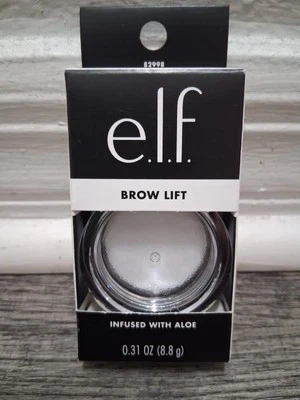 82998
e.l.f.
BROW LIFT
INFUSED WITH ALOE
0.31 OZ (8.8 g)